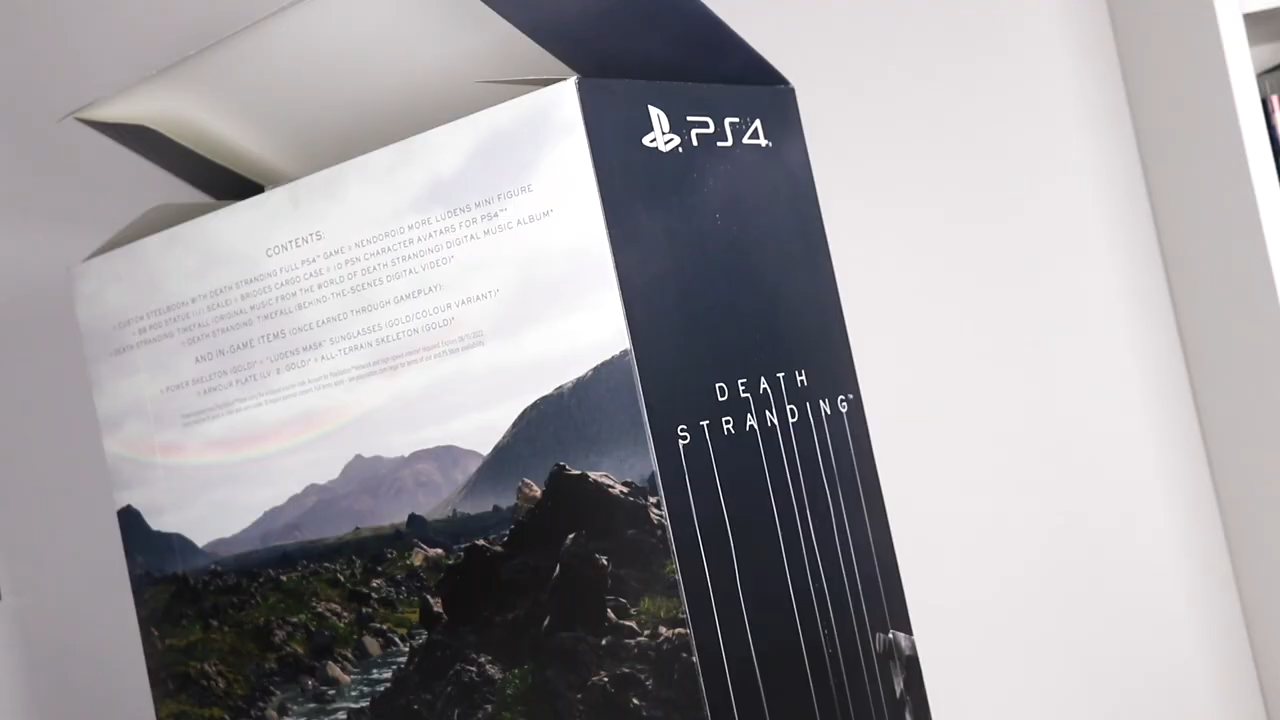 CONTENTS:
CUSTOM STEELBOOK® WITH DEATH STRANDING FULL PS4™ GAME NENDOROID MORE LUDENS MINI FIGURE
BB POD STATUE (1/1 SCALE) BRIDGES CARGO CASE 10 PSN CHARACTER AVATARS FOR PS4™*
DEATH STRANDING: TIMEFALL (ORIGINAL MUSIC FROM THE WORLD OF DEATH STRANDING) DIGITAL MUSIC ALBUM*
DEATH STRANDING: TIMEFALL (BEHIND-THE-SCENES DIGITAL VIDEO)*
AND IN-GAME ITEMS (ONCE EARNED THROUGH GAMEPLAY):
POWER SKELETON (GOLD)* "LUDENS MASK" SUNGLASSES (GOLD/COLOUR VARIANT)*
ARMOUR PLATE (LV. 2) (GOLD)* ALL-TERRAIN SKELETON (GOLD)*
PS4
DEATH
STRANDING™